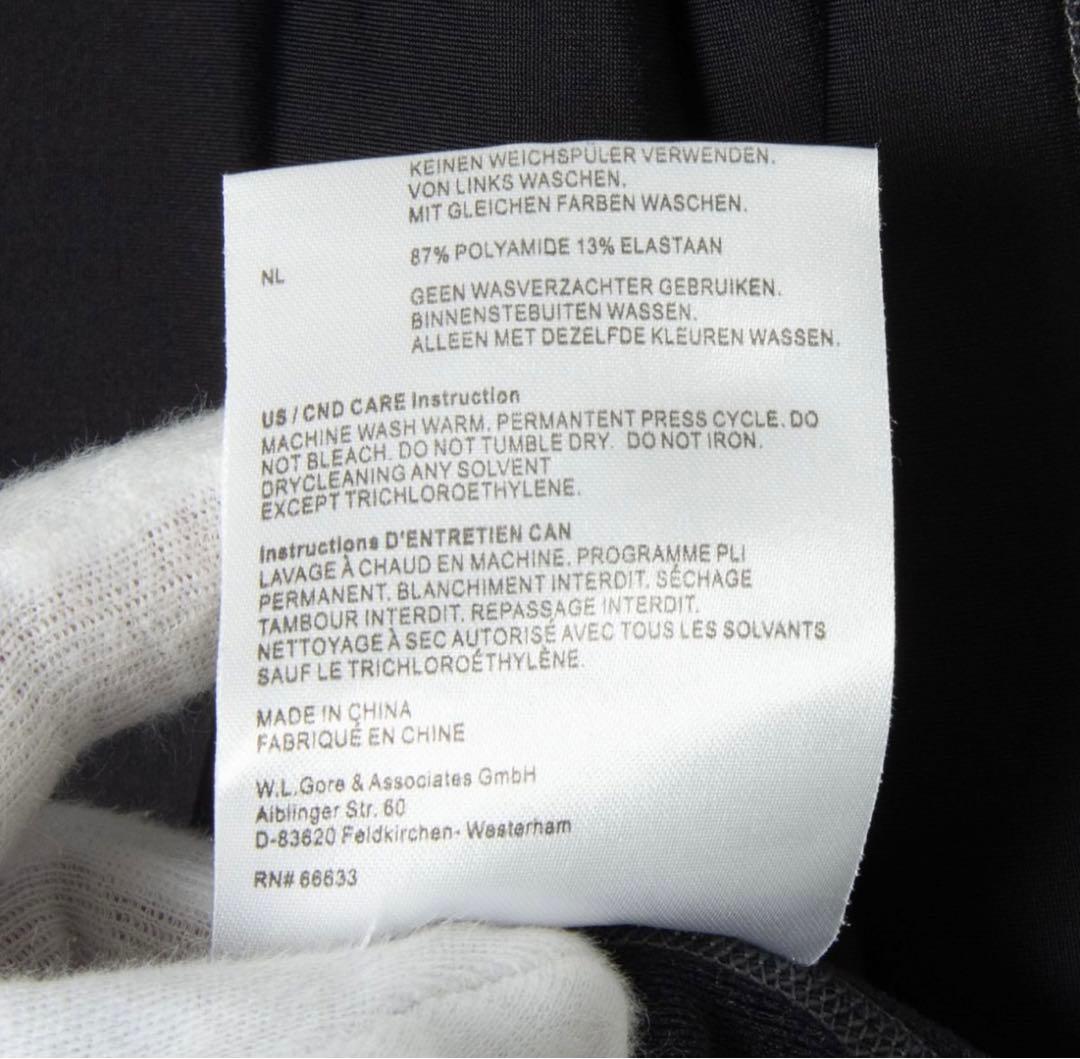 KEINEN WEICHSPÜLER VERWENDEN.
VON LINKS WASCHEN.
MIT GLEICHEN FARBEN WASCHEN.
NL 87% POLYAMIDE 13% ELASTAAN
GEEN WASVERZACHTER GEBRUIKEN.
BINNENSTEBUITEN WASSEN.
ALLEEN MET DEZELFDE KLEUREN WASSEN.
US / CND CARE Instruction
MACHINE WASH WARM. PERMANTENT PRESS CYCLE. DO
NOT BLEACH. DO NOT TUMBLE DRY. DO NOT IRON.
DRYCLEANING ANY SOLVENT
EXCEPT TRICHLOROETHYLENE.
Instructions D'ENTRETIEN CAN
LAVAGE À CHAUD EN MACHINE. PROGRAMME PLI
PERMANENT. BLANCHIMENT INTERDIT. SÉCHAGE
TAMBOUR INTERDIT. REPASSAGE INTERDIT.
NETTOYAGE À SEC AUTORISÉ AVEC TOUS LES SOLVANTS
SAUF LE TRICHLOROÉTHYLÈNE.
MADE IN CHINA
FABRIQUÉ EN CHINE
W.L.Gore & Associates GmbH
Aiblinger Str. 60
D-83620 Feldkirchen- Westerham
RN# 66633